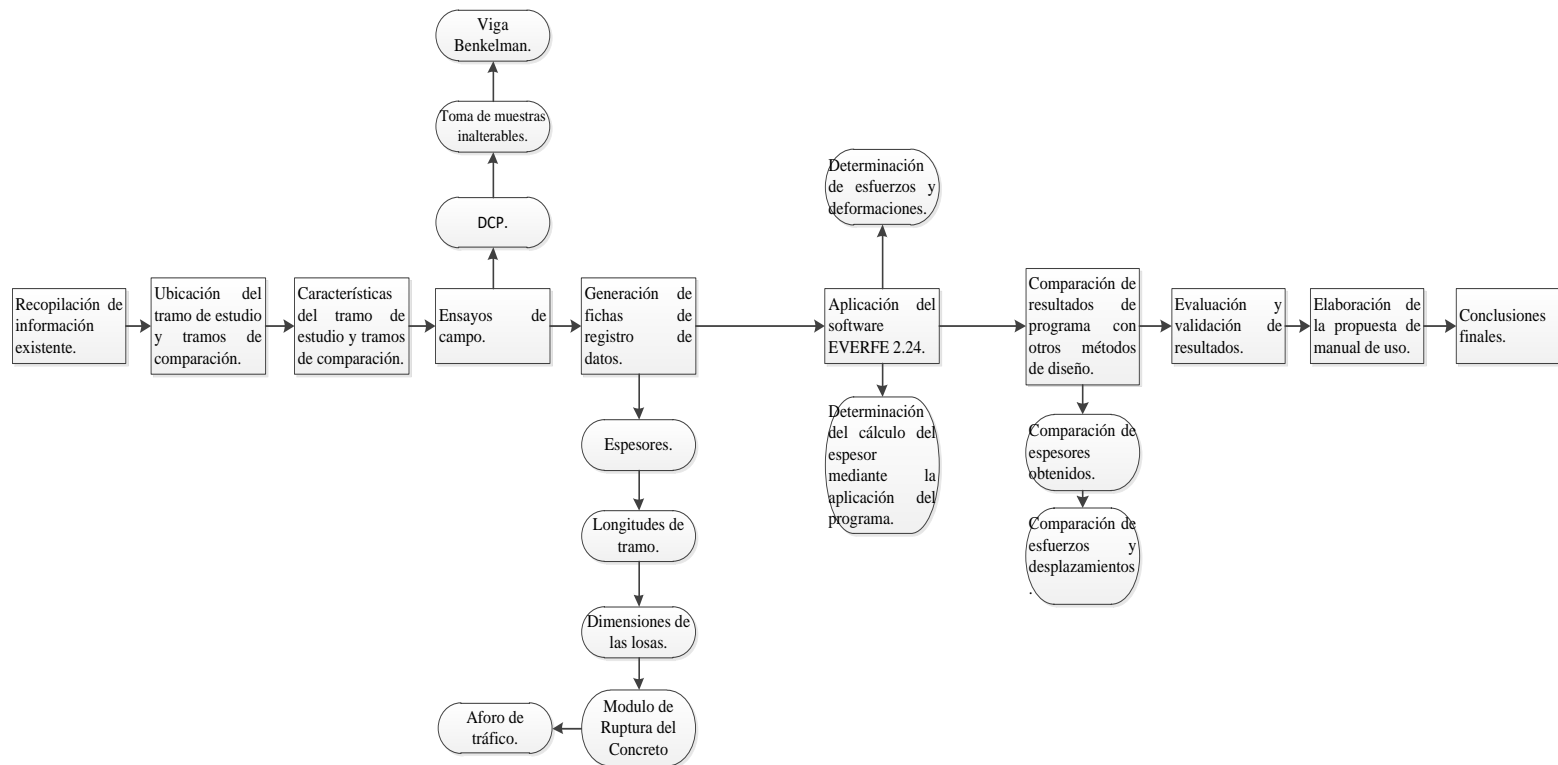 Viga
Benkelman.
Toma de muestras
inalterables.
DCP.
Recopilación de
información
existente.
Ubicación del
tramo de estudio
y tramos de
comparación.
Características
del tramo de
estudio y tramos
de comparación.
Ensayos de
campo.
Generación de
fichas de
registro de
datos.
Espesores.
Longitudes de
tramo.
Dimensiones de
las losas.
Modulo de
Ruptura del
Concreto
Aforo de
tráfico.
Determinación
de esfuerzos y
deformaciones.
Aplicación del
software
EVERFE 2.24.
Determinación
del cálculo del
espesor
mediante la
aplicación del
programa.
Comparación de
resultados de
programa con
otros métodos
de diseño.
Comparación de
espesores
obtenidos.
Comparación de
esfuerzos y
desplazamientos
.
Evaluación y
validación de
resultados.
Elaboración de
la propuesta de
manual de uso.
Conclusiones
finales.